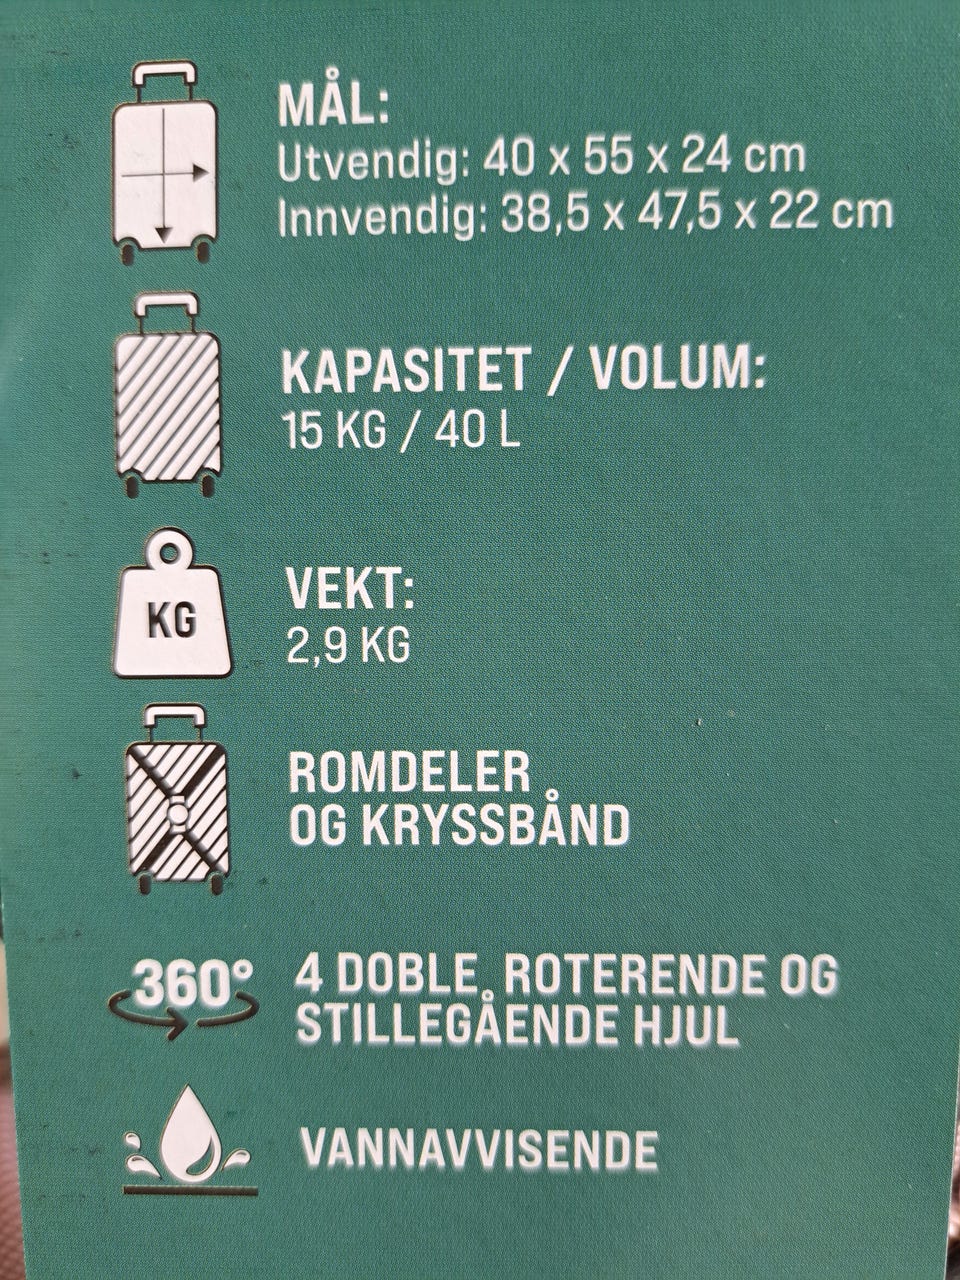 MÅL:
Utvendig: 40 x 55 x 24 cm
Innvendig: 38,5 x 47,5 x 22 cm
KAPASITET / VOLUM:
15 KG / 40 L
KG
VEKT:
2,9 KG
ROMDELER
OG KRYSSBÅND
360°
4 DOBLE, ROTERENDE OG
STILLEGÅENDE HJUL
VANNAVVISENDE